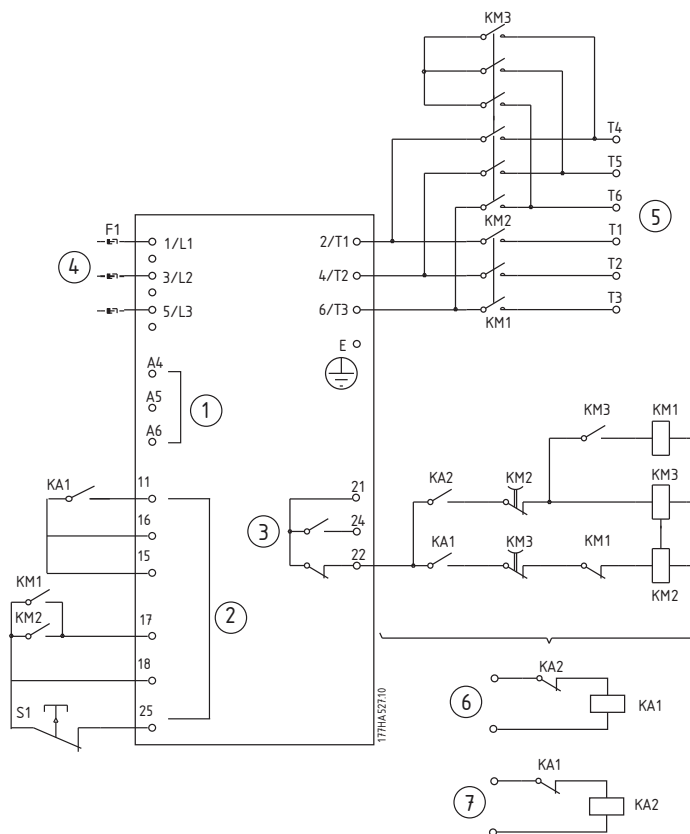 KM3
T4
T5
T6
5
F1
1/L1
2/T1
KM2
T1
4
3/L2
4/T2
T2
5/L3
6/T3
KM1
T3
E
A4
A5
1
A6
KM3
KM1
KA1
11
21
KA2
KM2
KM3
16
3
24
15
22
KA1
KM3
KM1
KM2
KM1
KM2
17
2
18
S1
25
177HA527.10
KA2
6
KA1
KA1
7
KA2